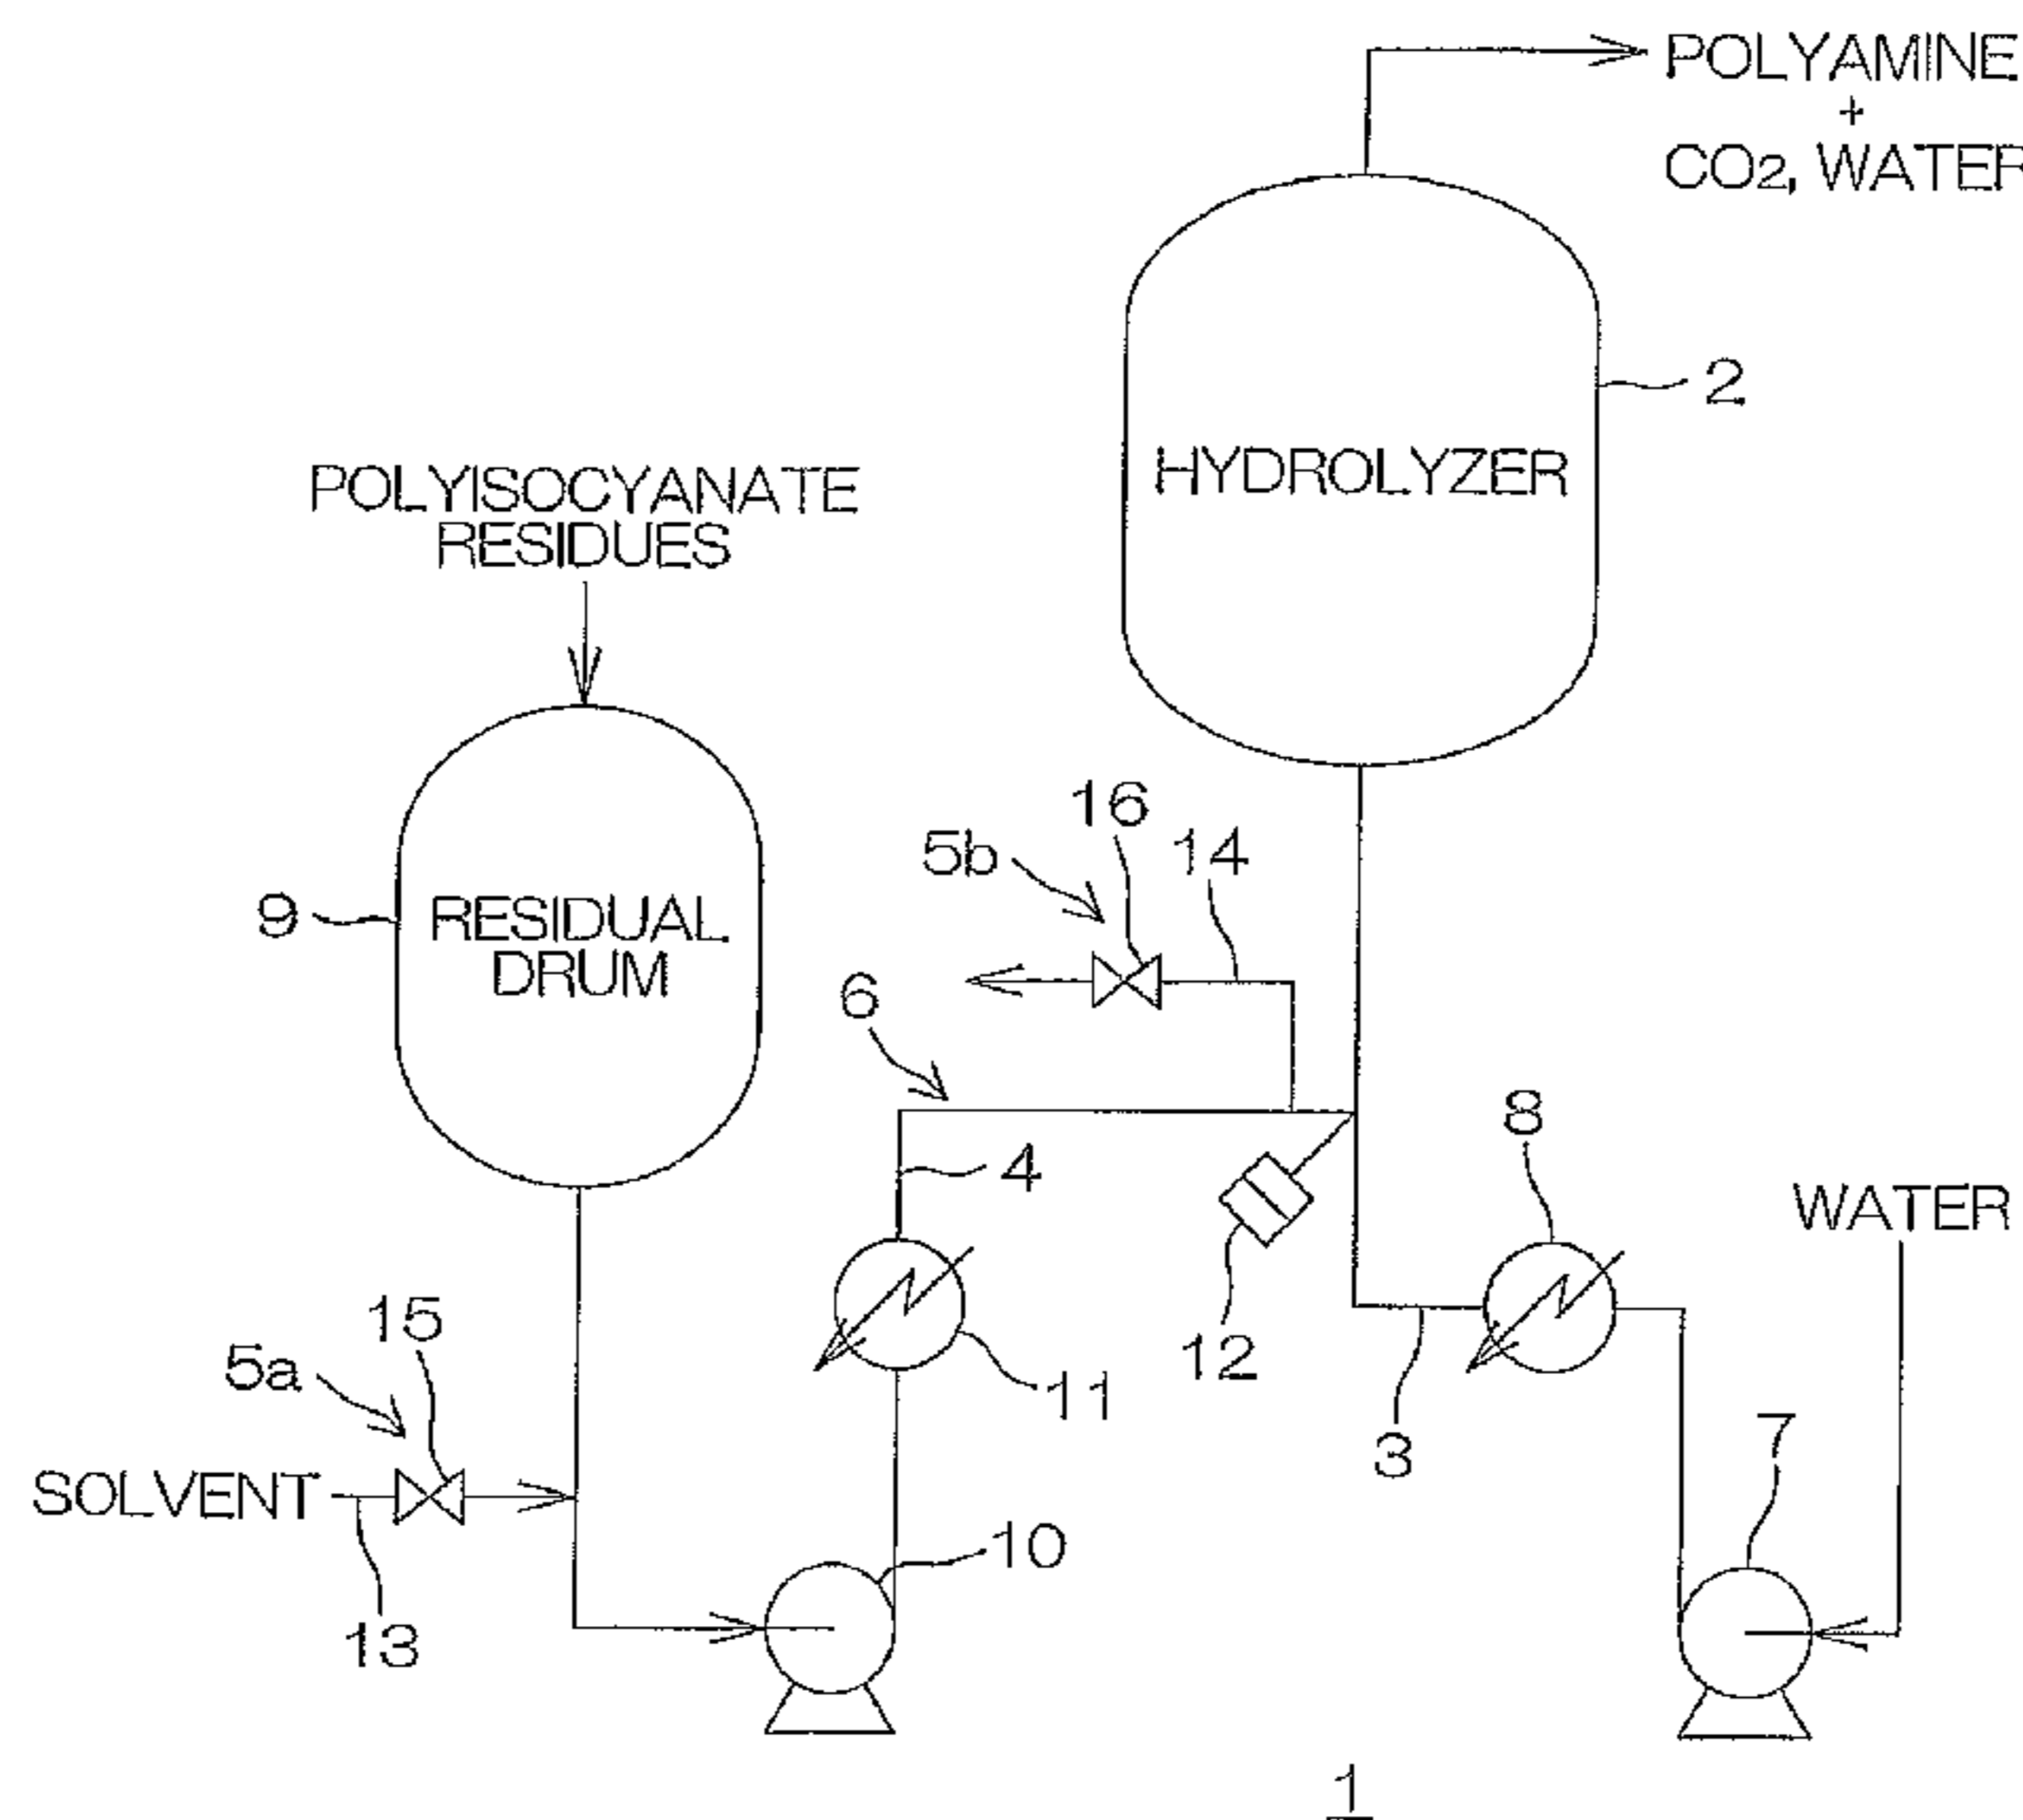 POLYAMINE
+
CO2, WATER
2
HYDROLYZER
POLYISOCYANATE
RESIDUES
16
14
5b
9
RESIDUAL
DRUM
6
8
4
WATER
15
12
5a
11
3
7
SOLVENT
10
13
1